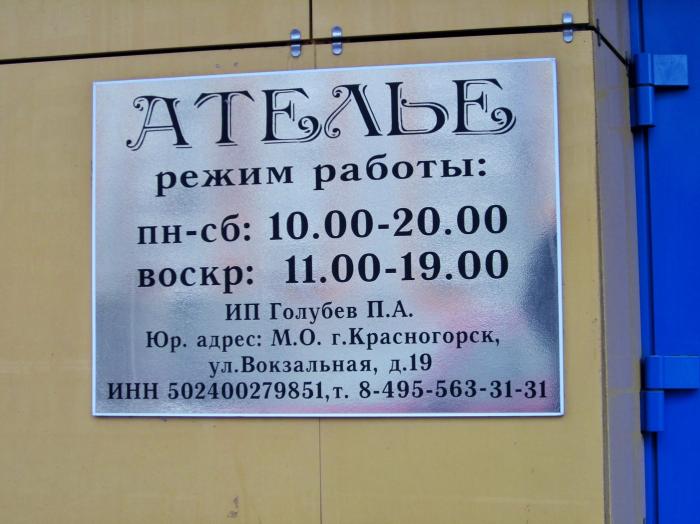 АТЕЛЬЕ
режим работы:
пн-сб: 10.00-20.00
воскр: 11.00-19.00
ИП Голубев П.А.
Юр. адрес: М.О. г.Красногорск,
ул.Вокзальная, д.19
ИНН 502400279851,т. 8-495-563-31-31